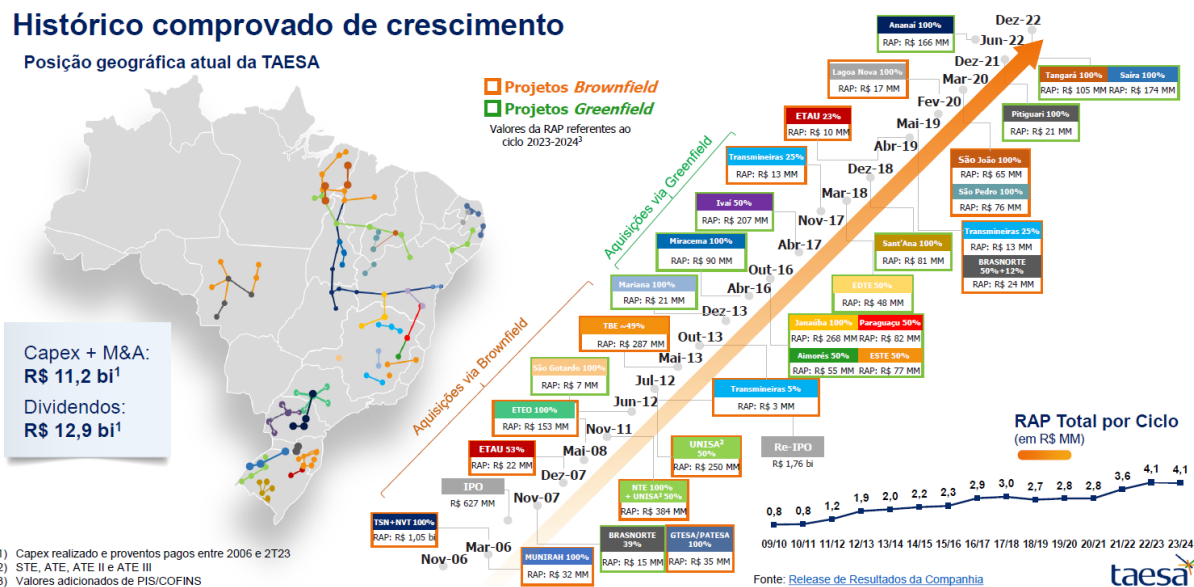 Histórico comprovado de crescimento
Posição geográfica atual da TAESA
Projetos Brownfield
Projetos Greenfield
Valores da RAP referentes ao
ciclo 2023-2024³
Capex + M&A:
R$ 11,2 bi¹
Dividendos:
R$ 12,9 bi¹
Aquisições via Greenfield
Aquisições via Brownfield
Dez-22
Jun-22
Dez-21
Mar-20
Fev-20
Mai-19
Abr-19
Dez-18
Mar-18
Nov-17
Abr-17
Out-16
Abr-16
Dez-13
Out-13
Mai-13
Jul-12
Jun-12
Nov-11
Mai-08
Dez-07
Nov-07
Mar-06
Nov-06
Ananaí 100%
RAP: R$ 166 MM
Lagoa Nova 100%
RAP: R$ 17 MM
ETAU 23%
RAP: R$ 10 MM
Transmineiras 25%
RAP: R$ 13 MM
Ivaí 50%
RAP: R$ 207 MM
Miracema 100%
RAP: R$ 90 MM
Mariana 100%
RAP: R$ 21 MM
TBE ~49%
RAP: R$ 287 MM
São Gotardo 100%
RAP: R$ 7 MM
ETEO 100%
RAP: R$ 153 MM
ETAU 53%
RAP: R$ 22 MM
IPO
R$ 627 MM
TSN+NVT 100%
RAP: R$ 1,05 bi
Tangará 100% Saíra 100%
RAP: R$ 105 MM RAP: R$ 174 MM
Pitiguari 100%
RAP: R$ 21 MM
São João 100%
RAP: R$ 65 MM
São Pedro 100%
RAP: R$ 76 MM
Transmineiras 25%
RAP: R$ 13 MM
BRASNORTE
50%+12%
RAP: R$ 24 MM
Sant'Ana 100%
RAP: R$ 81 MM
EDTE 50%
RAP: R$ 48 MM
Janaúba 100% Paraguaçu 50%
RAP: R$ 268 MM RAP: R$ 82 MM
Aimorés 50% ESTE 50%
RAP: R$ 55 MM RAP: R$ 77 MM
Transmineiras 5%
RAP: R$ 3 MM
Re-IPO
R$ 1,76 bi
UNISA²
50%
RAP: R$ 250 MM
NTE 100%
+ UNISA² 50%
RAP: R$ 384 MM
BRASNORTE
39%
RAP: R$ 15 MM
GTESA/PATESA
100%
RAP: R$ 35 MM
MUNIRAH 100%
RAP: R$ 32 MM
RAP Total por Ciclo
(em R$ MM)
0,8 0,8 1,2 1,9 2,0 2,2 2,3 2,9 3,0 2,7 2,8 2,8 3,6 4,1 4,1
09/10 10/11 11/12 12/13 13/14 14/15 15/16 16/17 17/18 18/19 19/20 20/21 21/22 22/23 23/24
1) Capex realizado e proventos pagos entre 2006 e 2T23
2) STE, ATE, ATE II e ATE III
3) Valores adicionados de PIS/COFINS
Fonte: Release de Resultados da Companhia
taesa